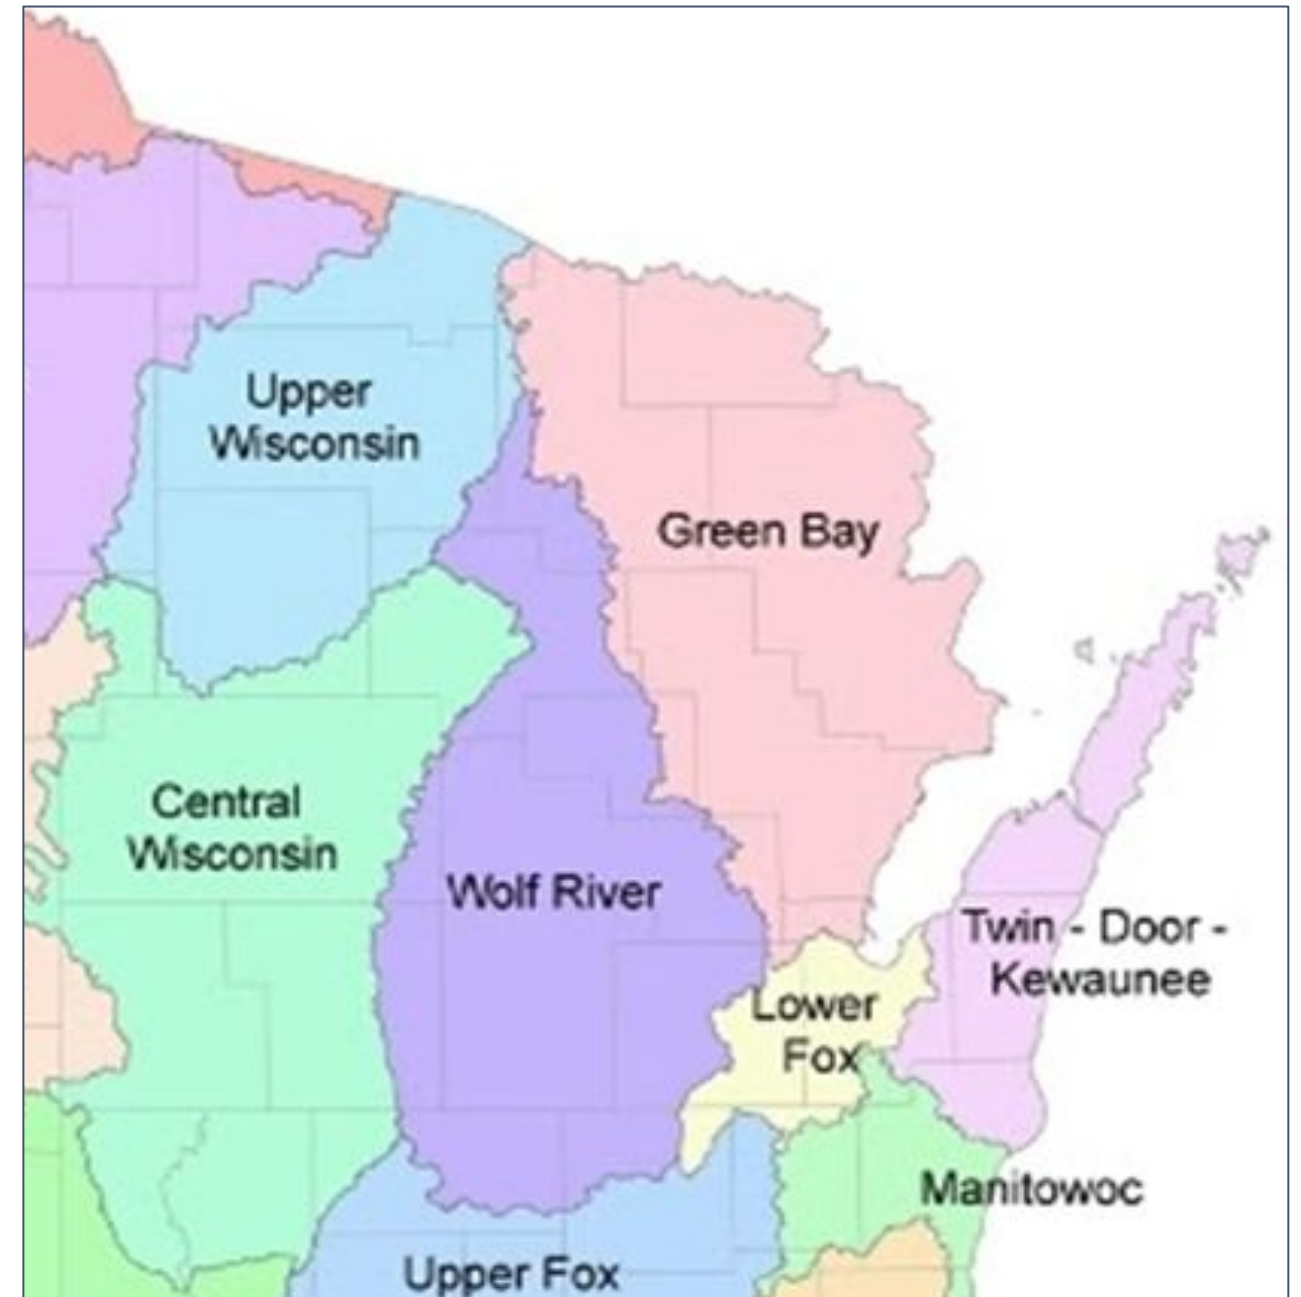 Upper
Wisconsin
Green Bay
Central
Wisconsin
Wolf River
Twin - Door -
Kewaunee
Lower
Fox
Manitowoc
Upper Fox